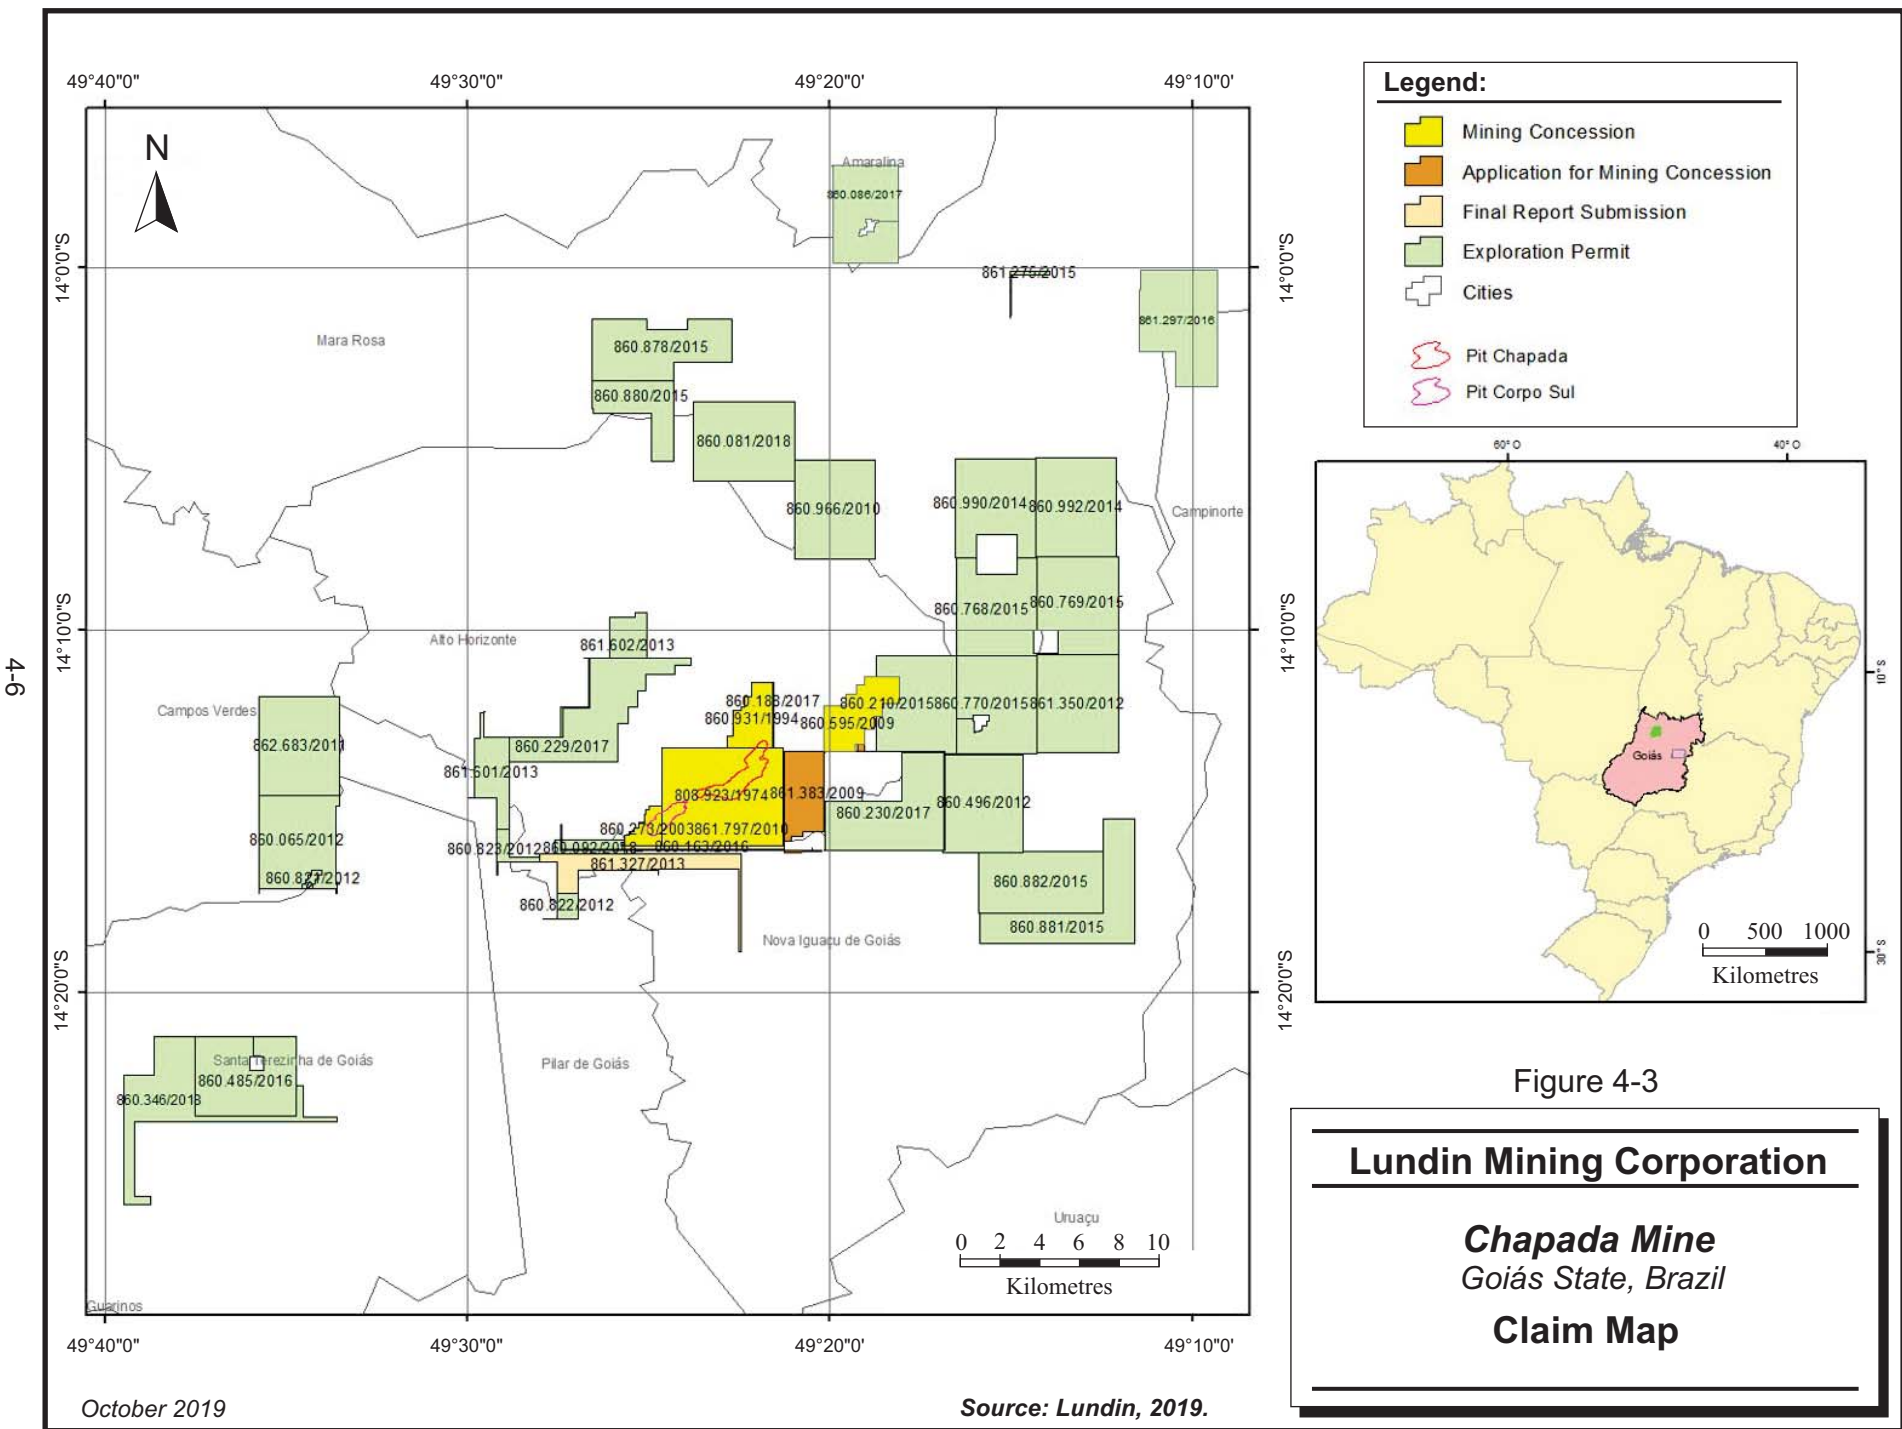 49°40"0"
49°30"0"
49°20"0'
49°10"0'
14°0'0"S
14°10'0"S
14°20'0"S
14°0'0"S
14°10'0"S
14°20'0"S
N
Amaralina
860.086/2017
861.275/2015
861.297/2016
Mara Rosa
860.878/2015
860.880/2015
860.081/2018
860.966/2010
860.990/2014
860.992/2014
Campinorte
860.768/2015
860.769/2015
Alto Horizonte
861.602/2013
Campos Verdes
860.188/2017
860.931/1994
860.595/2009
860.210/2015
860.770/2015
861.350/2012
862.683/2011
860.229/2017
861.601/2013
808.923/1974
861.383/2009
860.230/2017
860.496/2012
860.065/2012
860.273/2003
861.797/2010
860.823/2012
860.092/2018
860.163/2016
861.327/2013
860.827/2012
860.822/2012
860.882/2015
860.881/2015
Nova Iguaçu de Goiás
Santa Terezinha de Goiás
860.485/2016
860.346/2018
Pilar de Goiás
Uruaçu
Guarinos
0 2 4 6 8 10
Kilometres
49°40"0"
49°30"0"
49°20"0'
49°10"0'
October 2019
Source: Lundin, 2019.
4-6
Legend:
Mining Concession
Application for Mining Concession
Final Report Submission
Exploration Permit
Cities
Pit Chapada
Pit Corpo Sul
60° O
40° O
10° S
30° S
Goiás
0 500 1000
Kilometres
Figure 4-3
Lundin Mining Corporation
Chapada Mine
Goiás State, Brazil
Claim Map